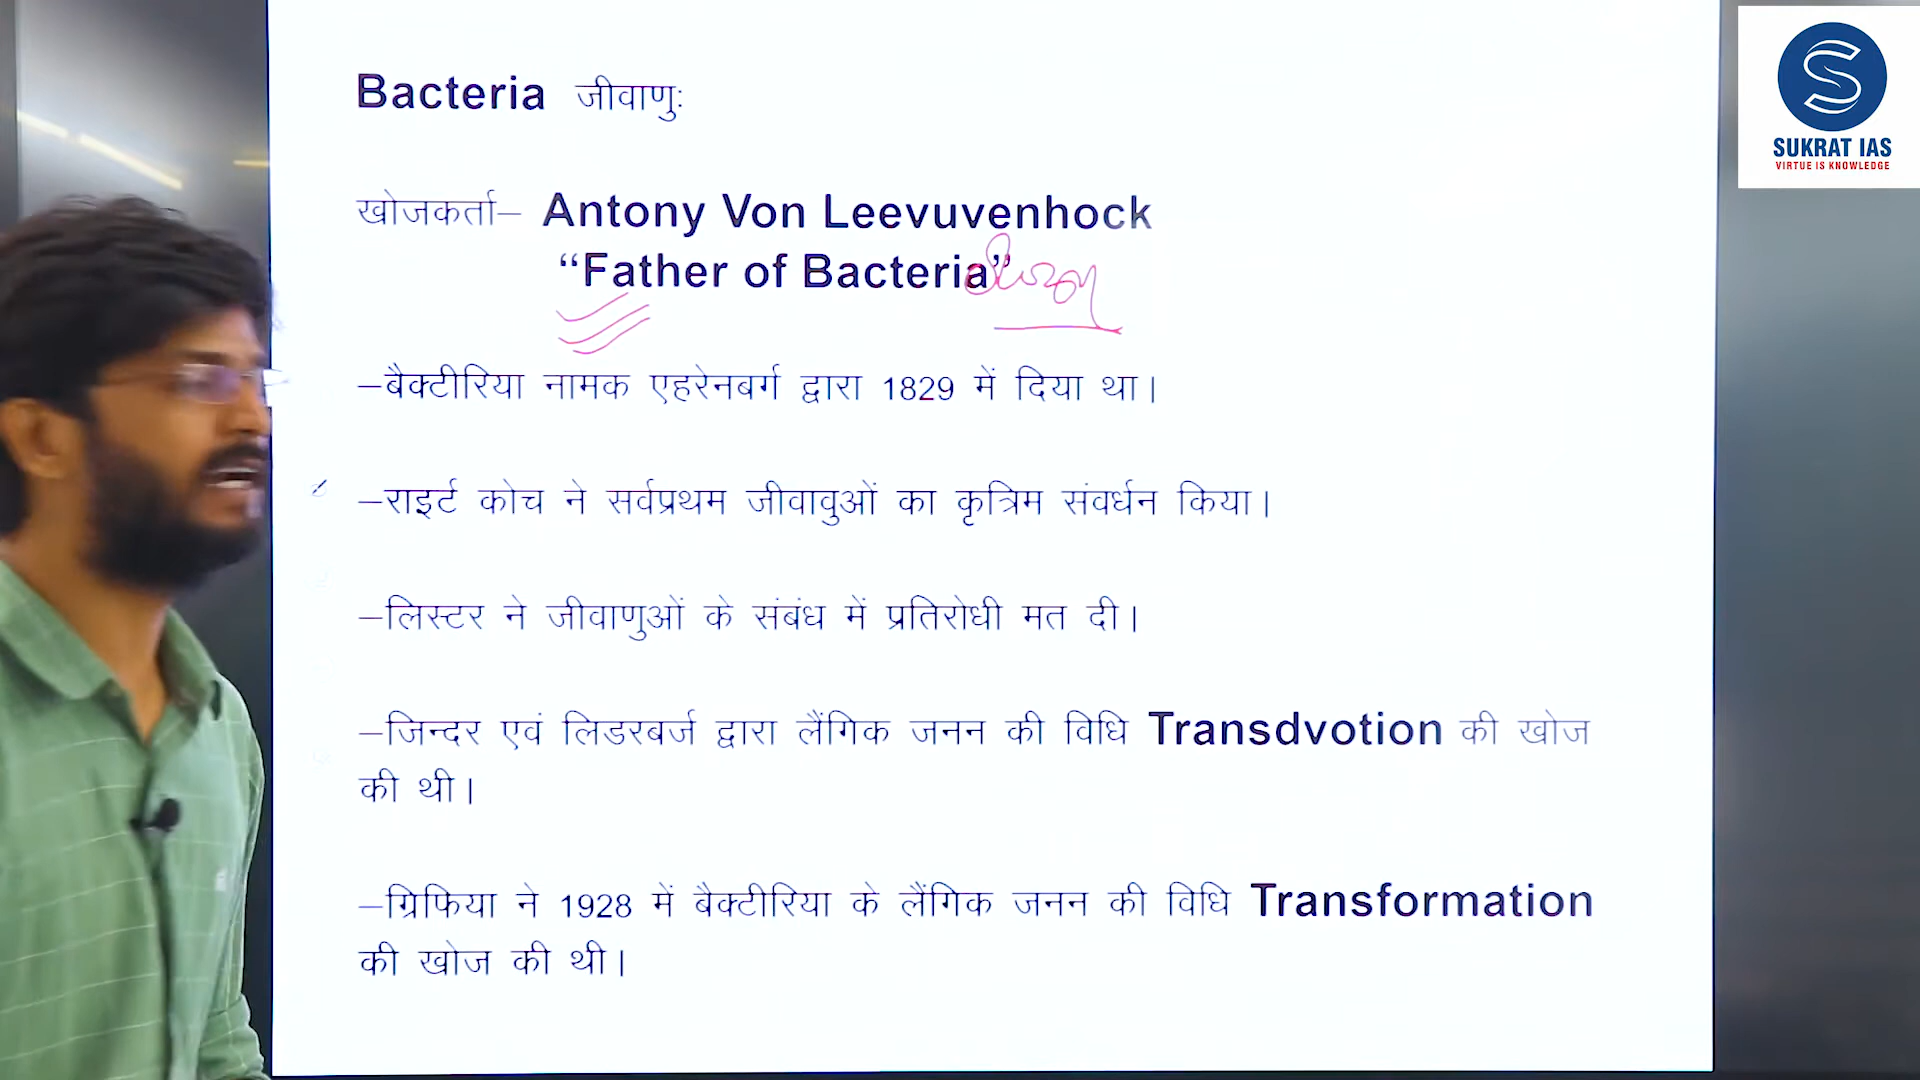 Bacteria जीवाणुः
SUKRAT IAS
VIRTUE IS KNOWLEDGE
खोजकर्ता– Antony Von Leevuvenhock
“Father of Bacteria”
–बैक्टीरिया नामक एहरेनबर्ग द्वारा 1829 में दिया था।
–राइर्ट कोच ने सर्वप्रथम जीवावुओं का कृत्रिम संवर्धन किया।
–लिस्टर ने जीवाणुओं के संबंध में प्रतिरोधी मत दी।
–जिन्दर एवं लिडरबर्ज द्वारा लैंगिक जनन की विधि Transdvotion की खोज
की थी।
–ग्रिफिया ने 1928 में बैक्टीरिया के लैंगिक जनन की विधि Transformation
की खोज की थी।